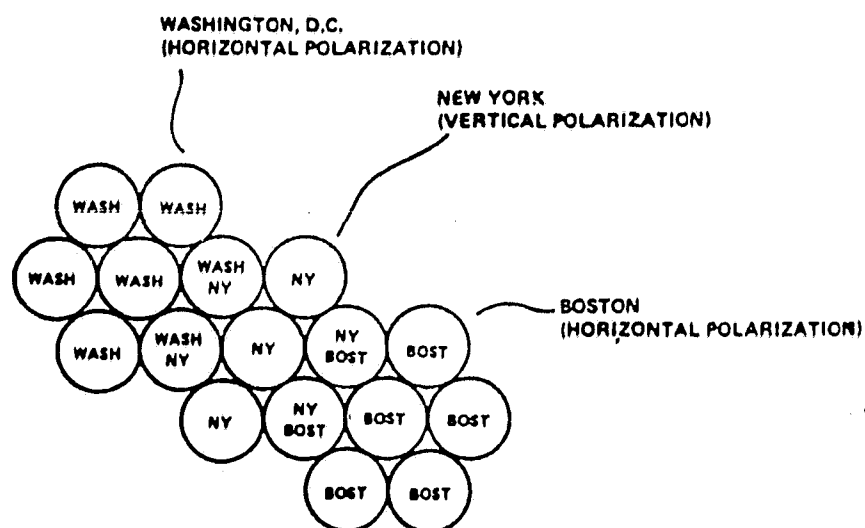 WASHINGTON, D.C.
(HORIZONTAL POLARIZATION)
NEW YORK
(VERTICAL POLARIZATION)
WASH
WASH
WASH
WASH
WASH
NY
NY
BOSTON
(HORIZONTAL POLARIZATION)
WASH
WASH
NY
NY
NY
BOST
BOST
NY
NY
BOST
BOST
BOST
BOST
BOST